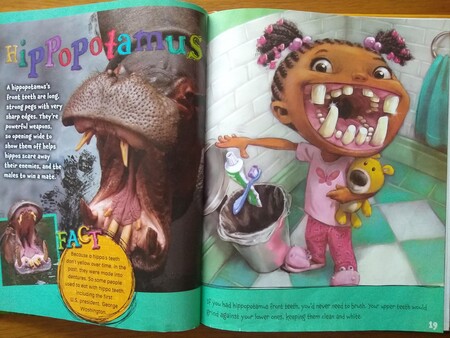 Hippopotamus
A hippopotamus's
front teeth are long,
strong pegs with very
sharp edges. They're
powerful weapons,
so opening wide to
show them off helps
hippos scare away
their enemies, and the
males to win a mate.
FACT
Because a hippo's teeth
don't yellow over time, in the
past, they were made into
dentures. So some people
used to eat with hippo teeth,
including the first
U.S. president, George
Washington.
If you had hippopotamus front teeth, you'd never need to brush. Your upper teeth would
grind against your lower ones, keeping them clean and white.
19